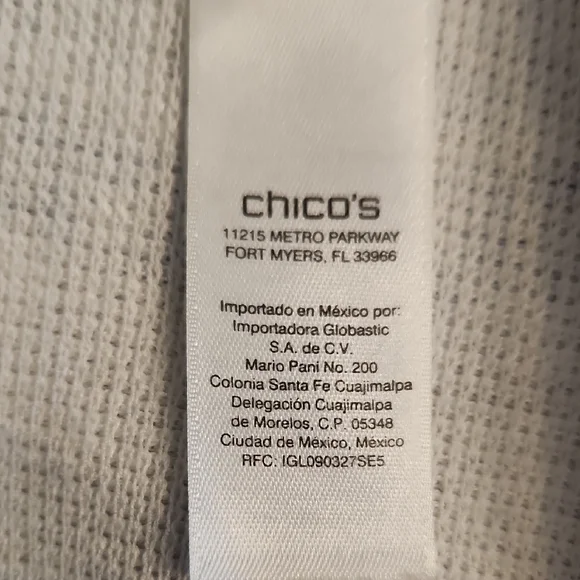 chico's
11215 METRO PARKWAY
FORT MYERS, FL 33966
Importado en México por:
Importadora Globastic
S.A. de C.V.
Mario Pani No. 200
Colonia Santa Fe Cuajimalpa
Delegación Cuajimalpa
de Morelos, C.P. 05348
Ciudad de México, México
RFC: IGL090327SE5